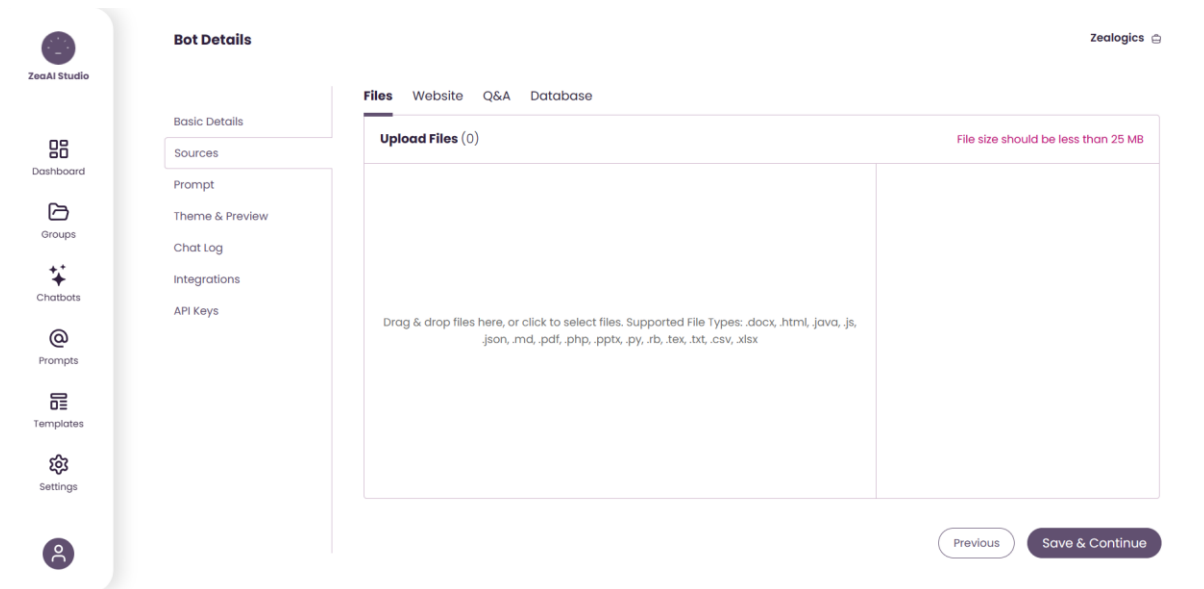 ZeaAI Studio
Dashboard
Groups
Chatbots
Prompts
Templates
Settings
Bot Details
Zealogics
Basic Details
Sources
Prompt
Theme & Preview
Chat Log
Integrations
API Keys
Files Website Q&A Database
Upload Files (0)
File size should be less than 25 MB
Drag & drop files here, or click to select files. Supported File Types: .docx, .html, .java, .js,
.json, .md, .pdf, .php, .pptx, .py, .rb, .tex, .txt, .csv, .xlsx
Previous
Save & Continue